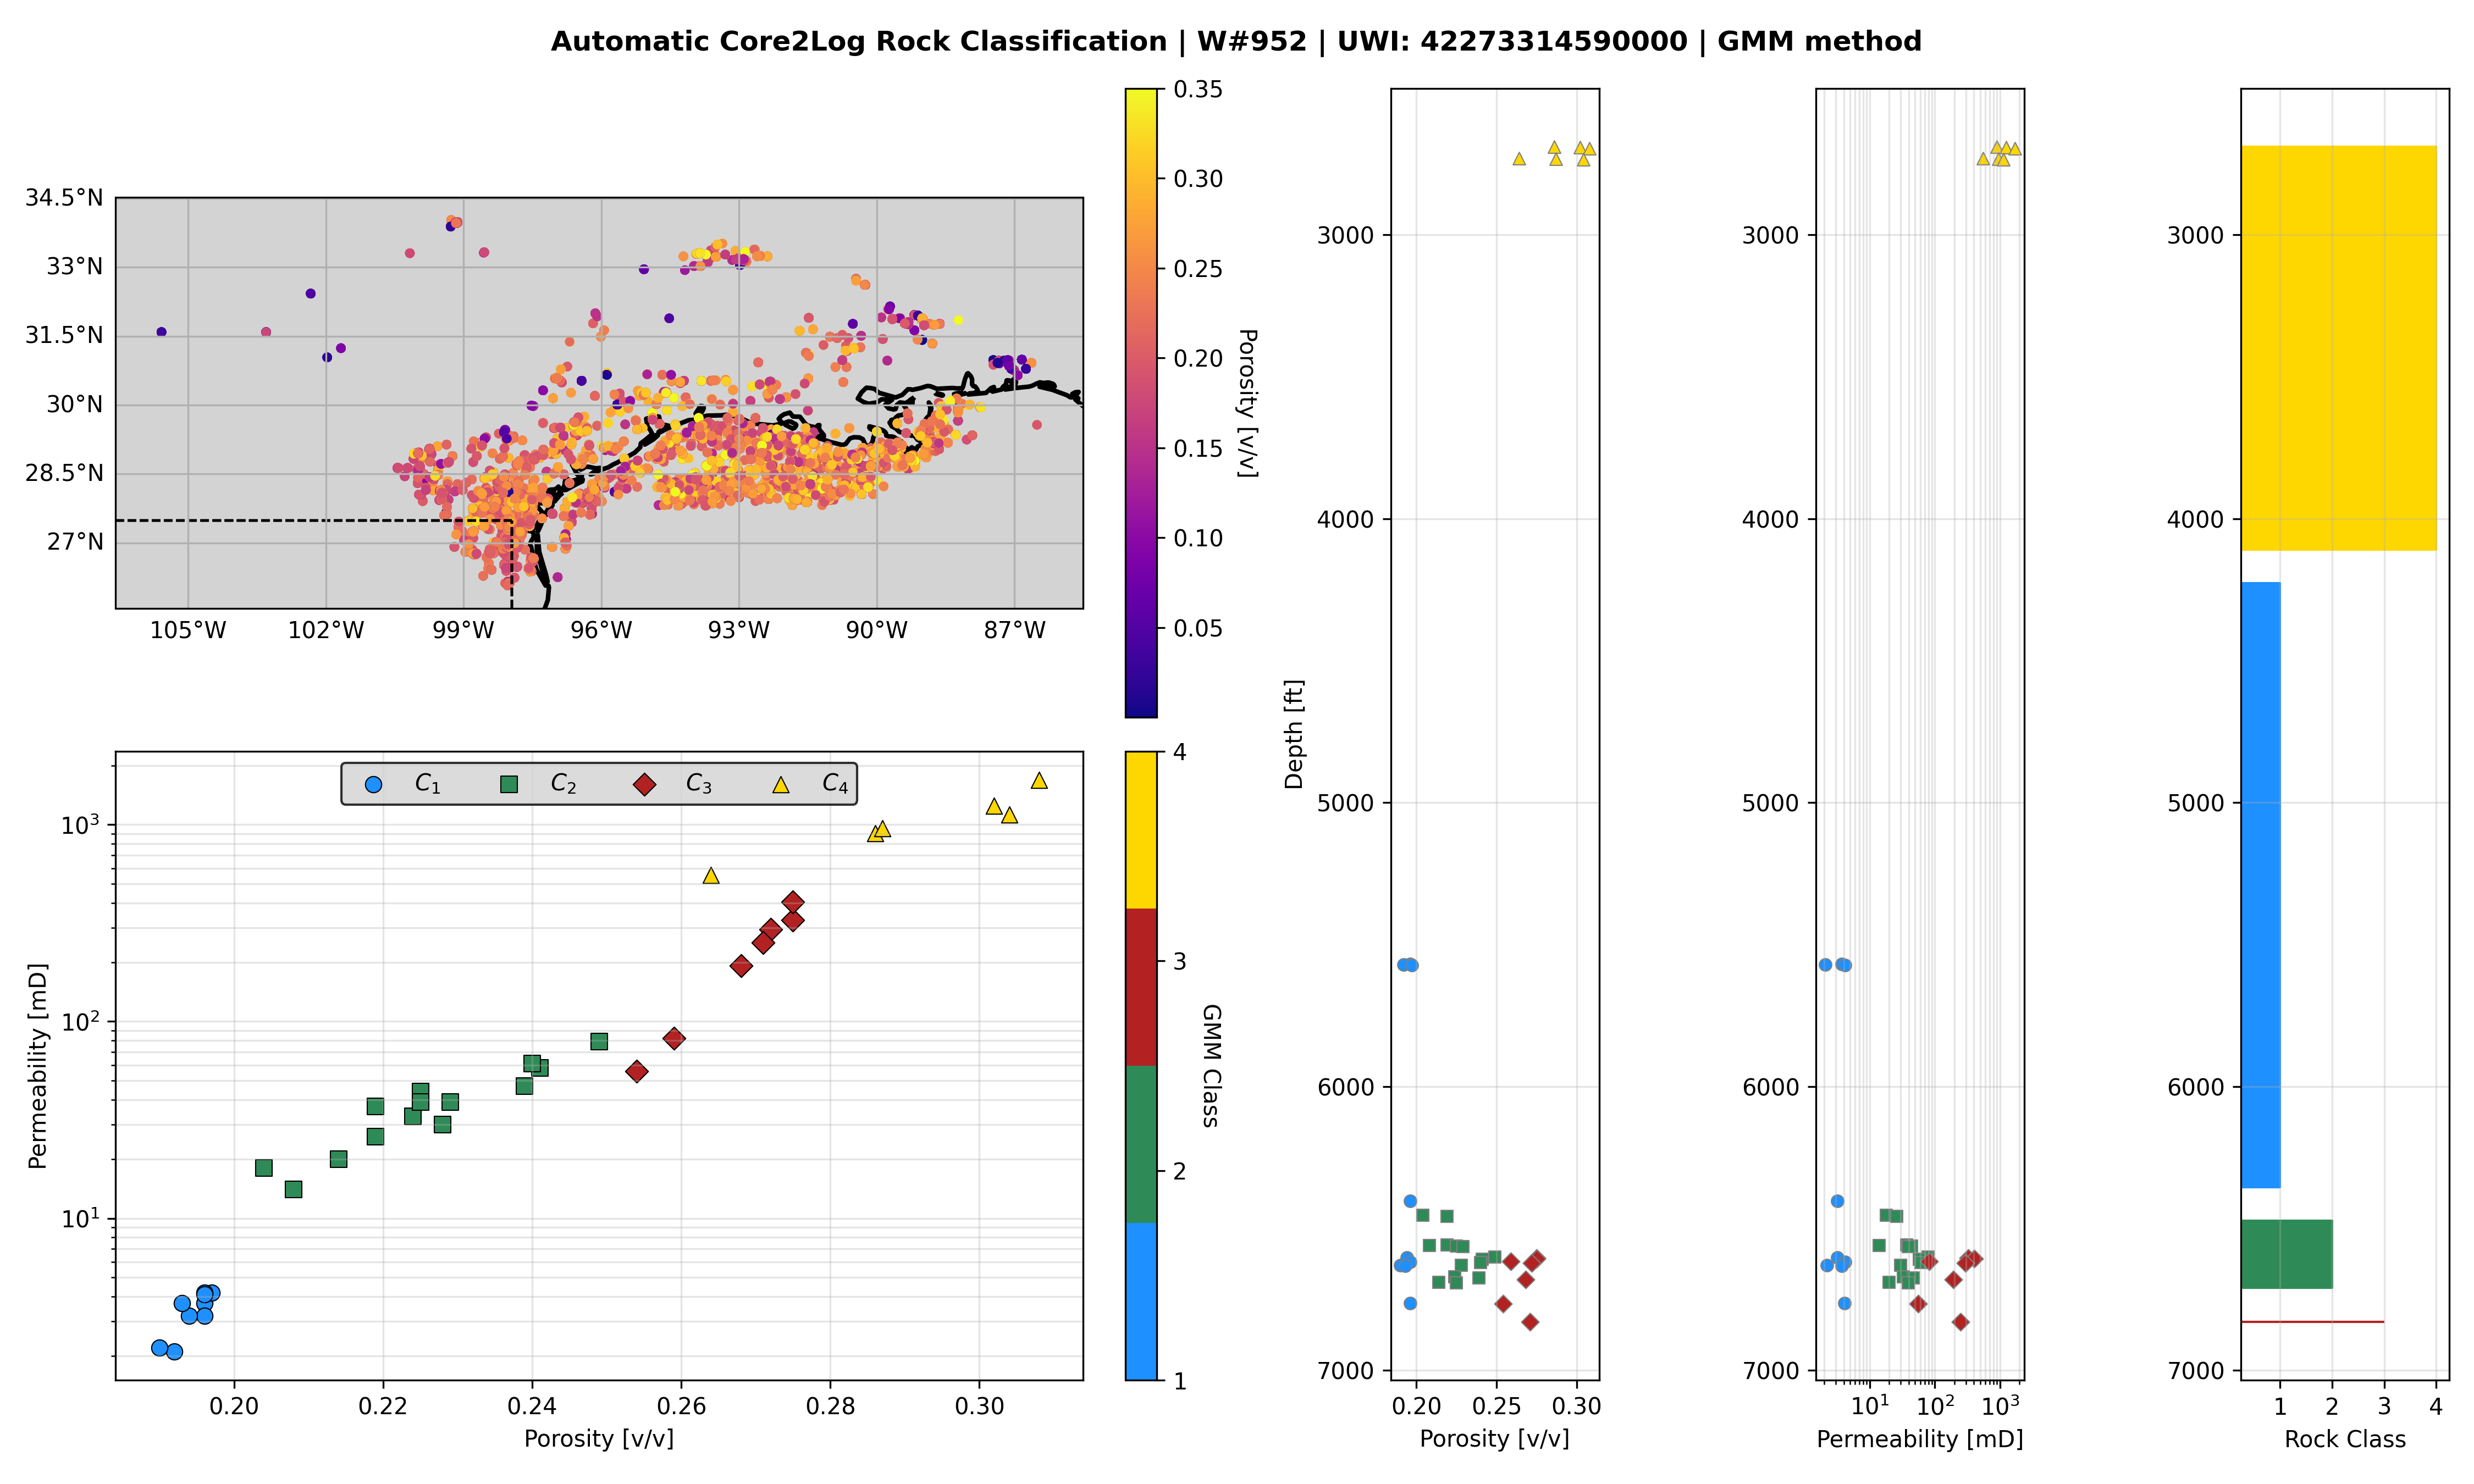 Automatic Core2Log Rock Classification | W#952 | UWI: 42273314590000 | GMM method
34.5°N
33°N
31.5°N
30°N
28.5°N
27°N
105°W 102°W 99°W 96°W 93°W 90°W 87°W
0.35
0.30
0.25
0.20
0.15
0.10
0.05
Porosity [v/v]
C₁ C₂ C₃ C₄
10³
10²
10¹
Permeability [mD]
0.20 0.22 0.24 0.26 0.28 0.30
Porosity [v/v]
4
3
2
1
GMM Class
Depth [ft]
3000
4000
5000
6000
7000
0.20 0.25 0.30
Porosity [v/v]
3000
4000
5000
6000
7000
10¹ 10² 10³
Permeability [mD]
3000
4000
5000
6000
7000
1 2 3 4
Rock Class